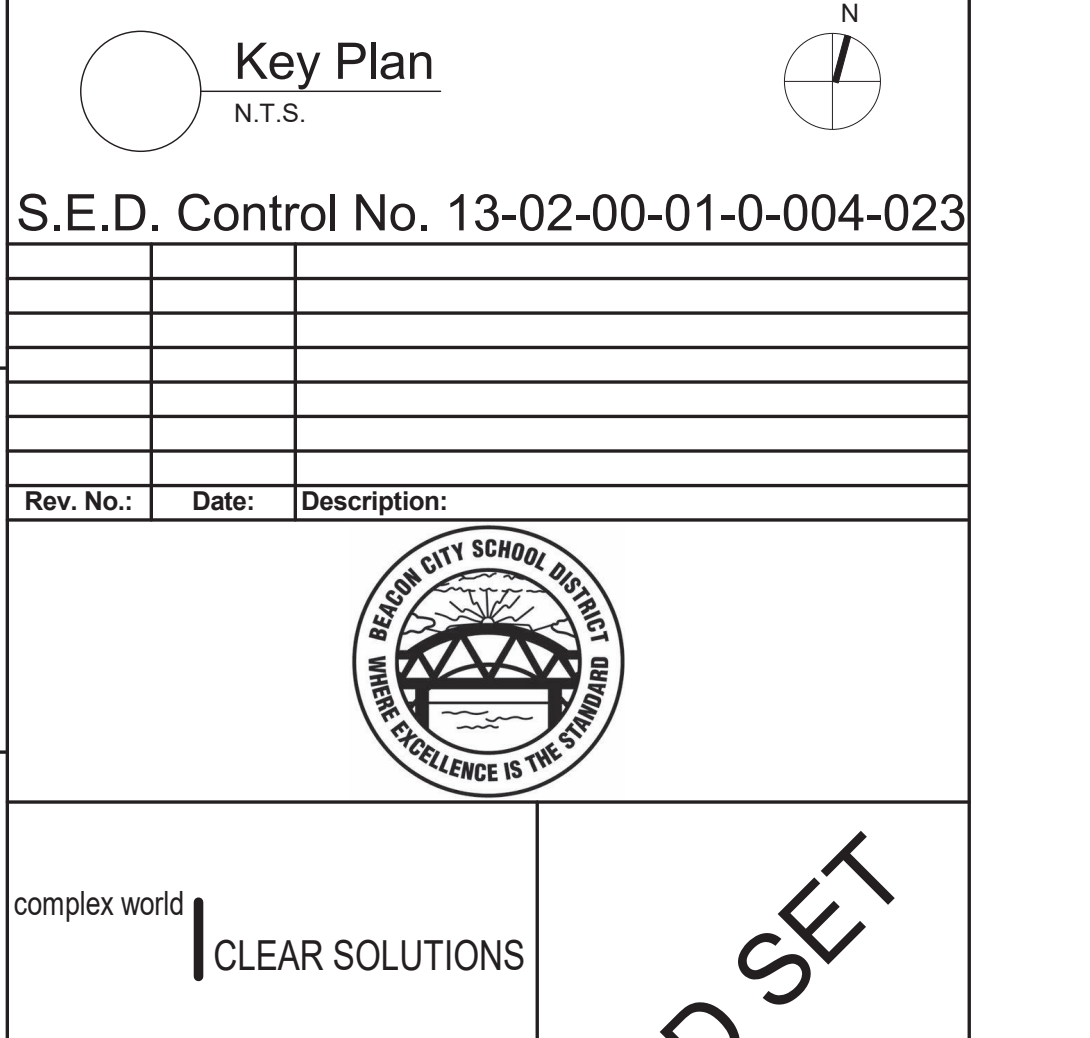 N
Key Plan
N.T.S.
S.E.D. Control No. 13-02-00-01-0-004-023
Rev. No.: Date: Description:
BEACON CITY SCHOOL DISTRICT
WHERE EXCELLENCE IS THE STANDARD
complex world
CLEAR SOLUTIONS
D SET